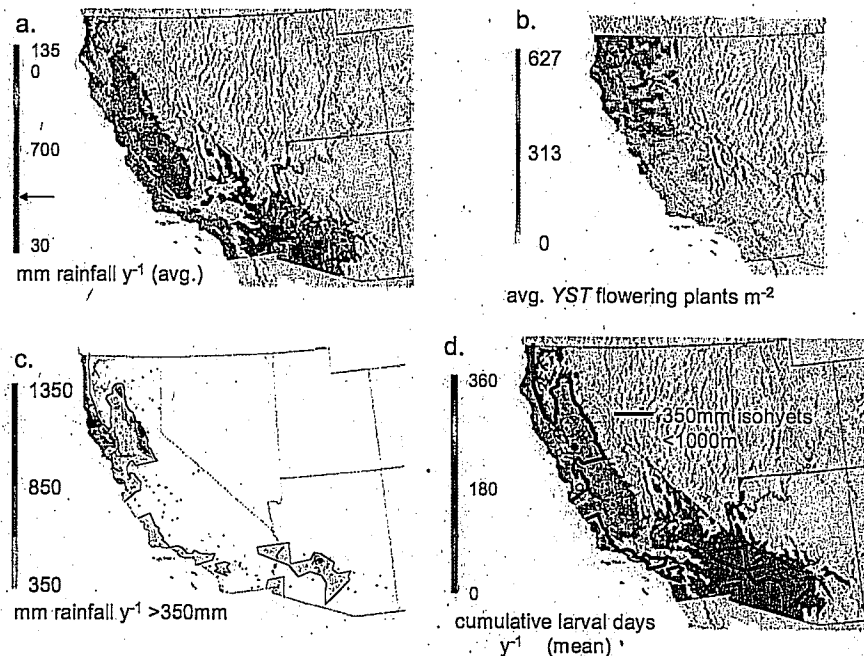 a.
135
0
700
30
mm rainfall y⁻¹ (avg.)
b.
627
313
0
avg. YST flowering plants m⁻²
c.
1350
850
350
mm rainfall y⁻¹ >350mm
d.
360
180
0
350mm isohyets
<1000m
cumulative larval days
y⁻¹ (mean)